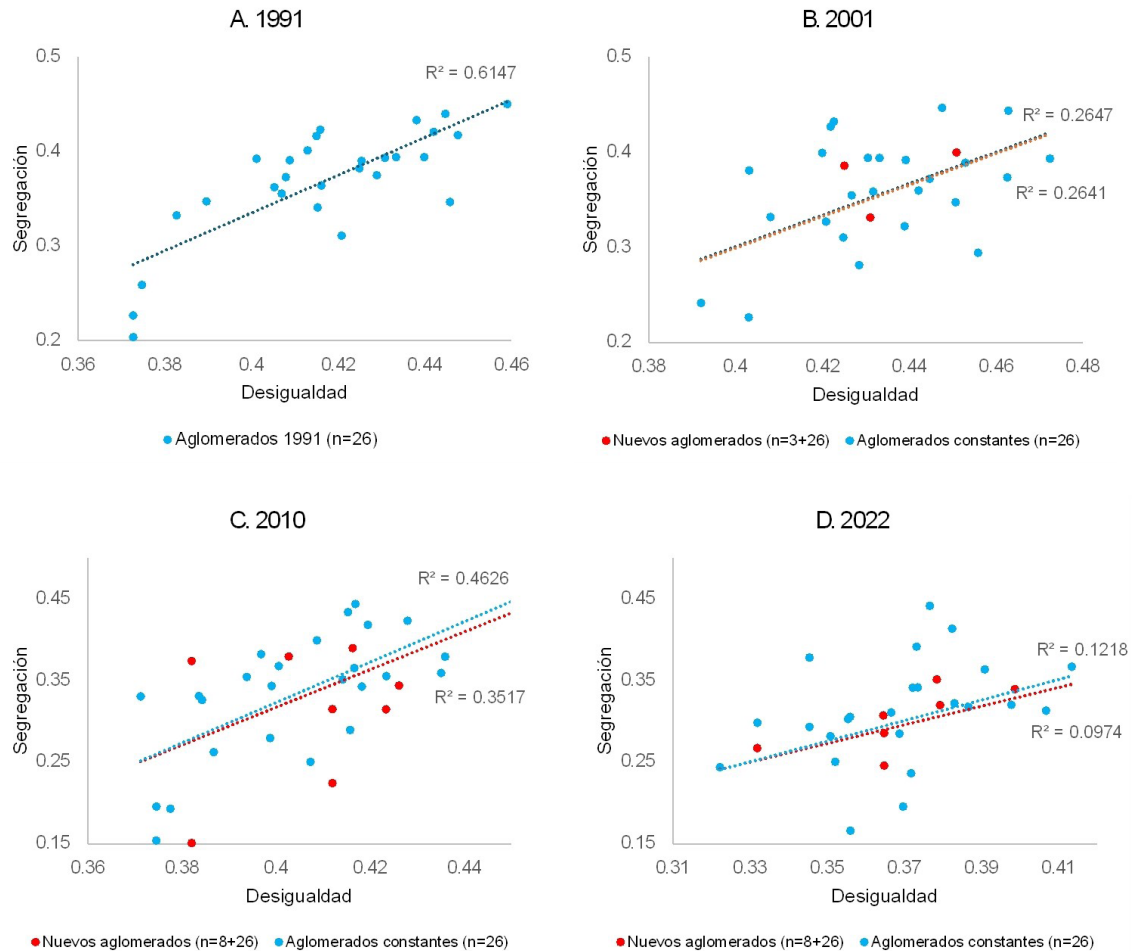 A. 1991
0.5
0.4
0.3
0.2
Segregación
R² = 0.6147
0.36
0.38
0.4
0.42
0.44
0.46
Desigualdad
Aglomerados 1991 (n=26)
B. 2001
0.5
0.4
0.3
0.2
Segregación
R² = 0.2647
R² = 0.2641
0.38
0.4
0.42
0.44
0.46
0.48
Desigualdad
Nuevos aglomerados (n=3+26)
Aglomerados constantes (n=26)
C. 2010
0.45
0.35
0.25
0.15
Segregación
R² = 0.4626
R² = 0.3517
0.36
0.38
0.4
0.42
0.44
Desigualdad
Nuevos aglomerados (n=8+26)
Aglomerados constantes (n=26)
D. 2022
0.45
0.35
0.25
0.15
Segregación
R² = 0.1218
R² = 0.0974
0.31
0.33
0.35
0.37
0.39
0.41
Desigualdad
Nuevos aglomerados (n=8+26)
Aglomerados constantes (n=26)